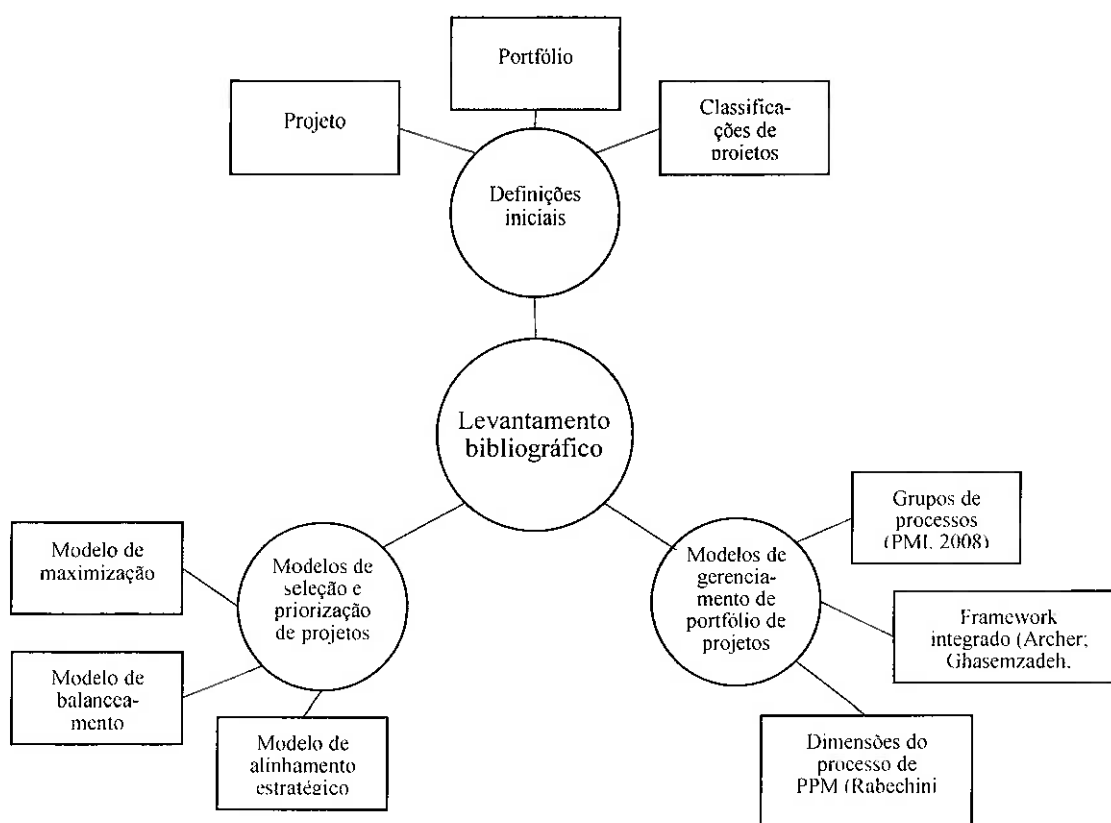 Portfólio
Projeto
Classifica-
ções de
projetos
Definições
iniciais
Levantamento
bibliográfico
Modelo de
maximização
Modelos de
seleção e
priorização
de projetos
Modelo de
balancea-
mento
Modelo de
alinhamento
estratégico
Modelos de
gerencia-
mento de
portfólio de
projetos
Grupos de
processos
(PMI, 2008)
Framework
integrado (Archer;
Ghasemzadeh,
Dimensões do
processo de
PPM (Rabechini